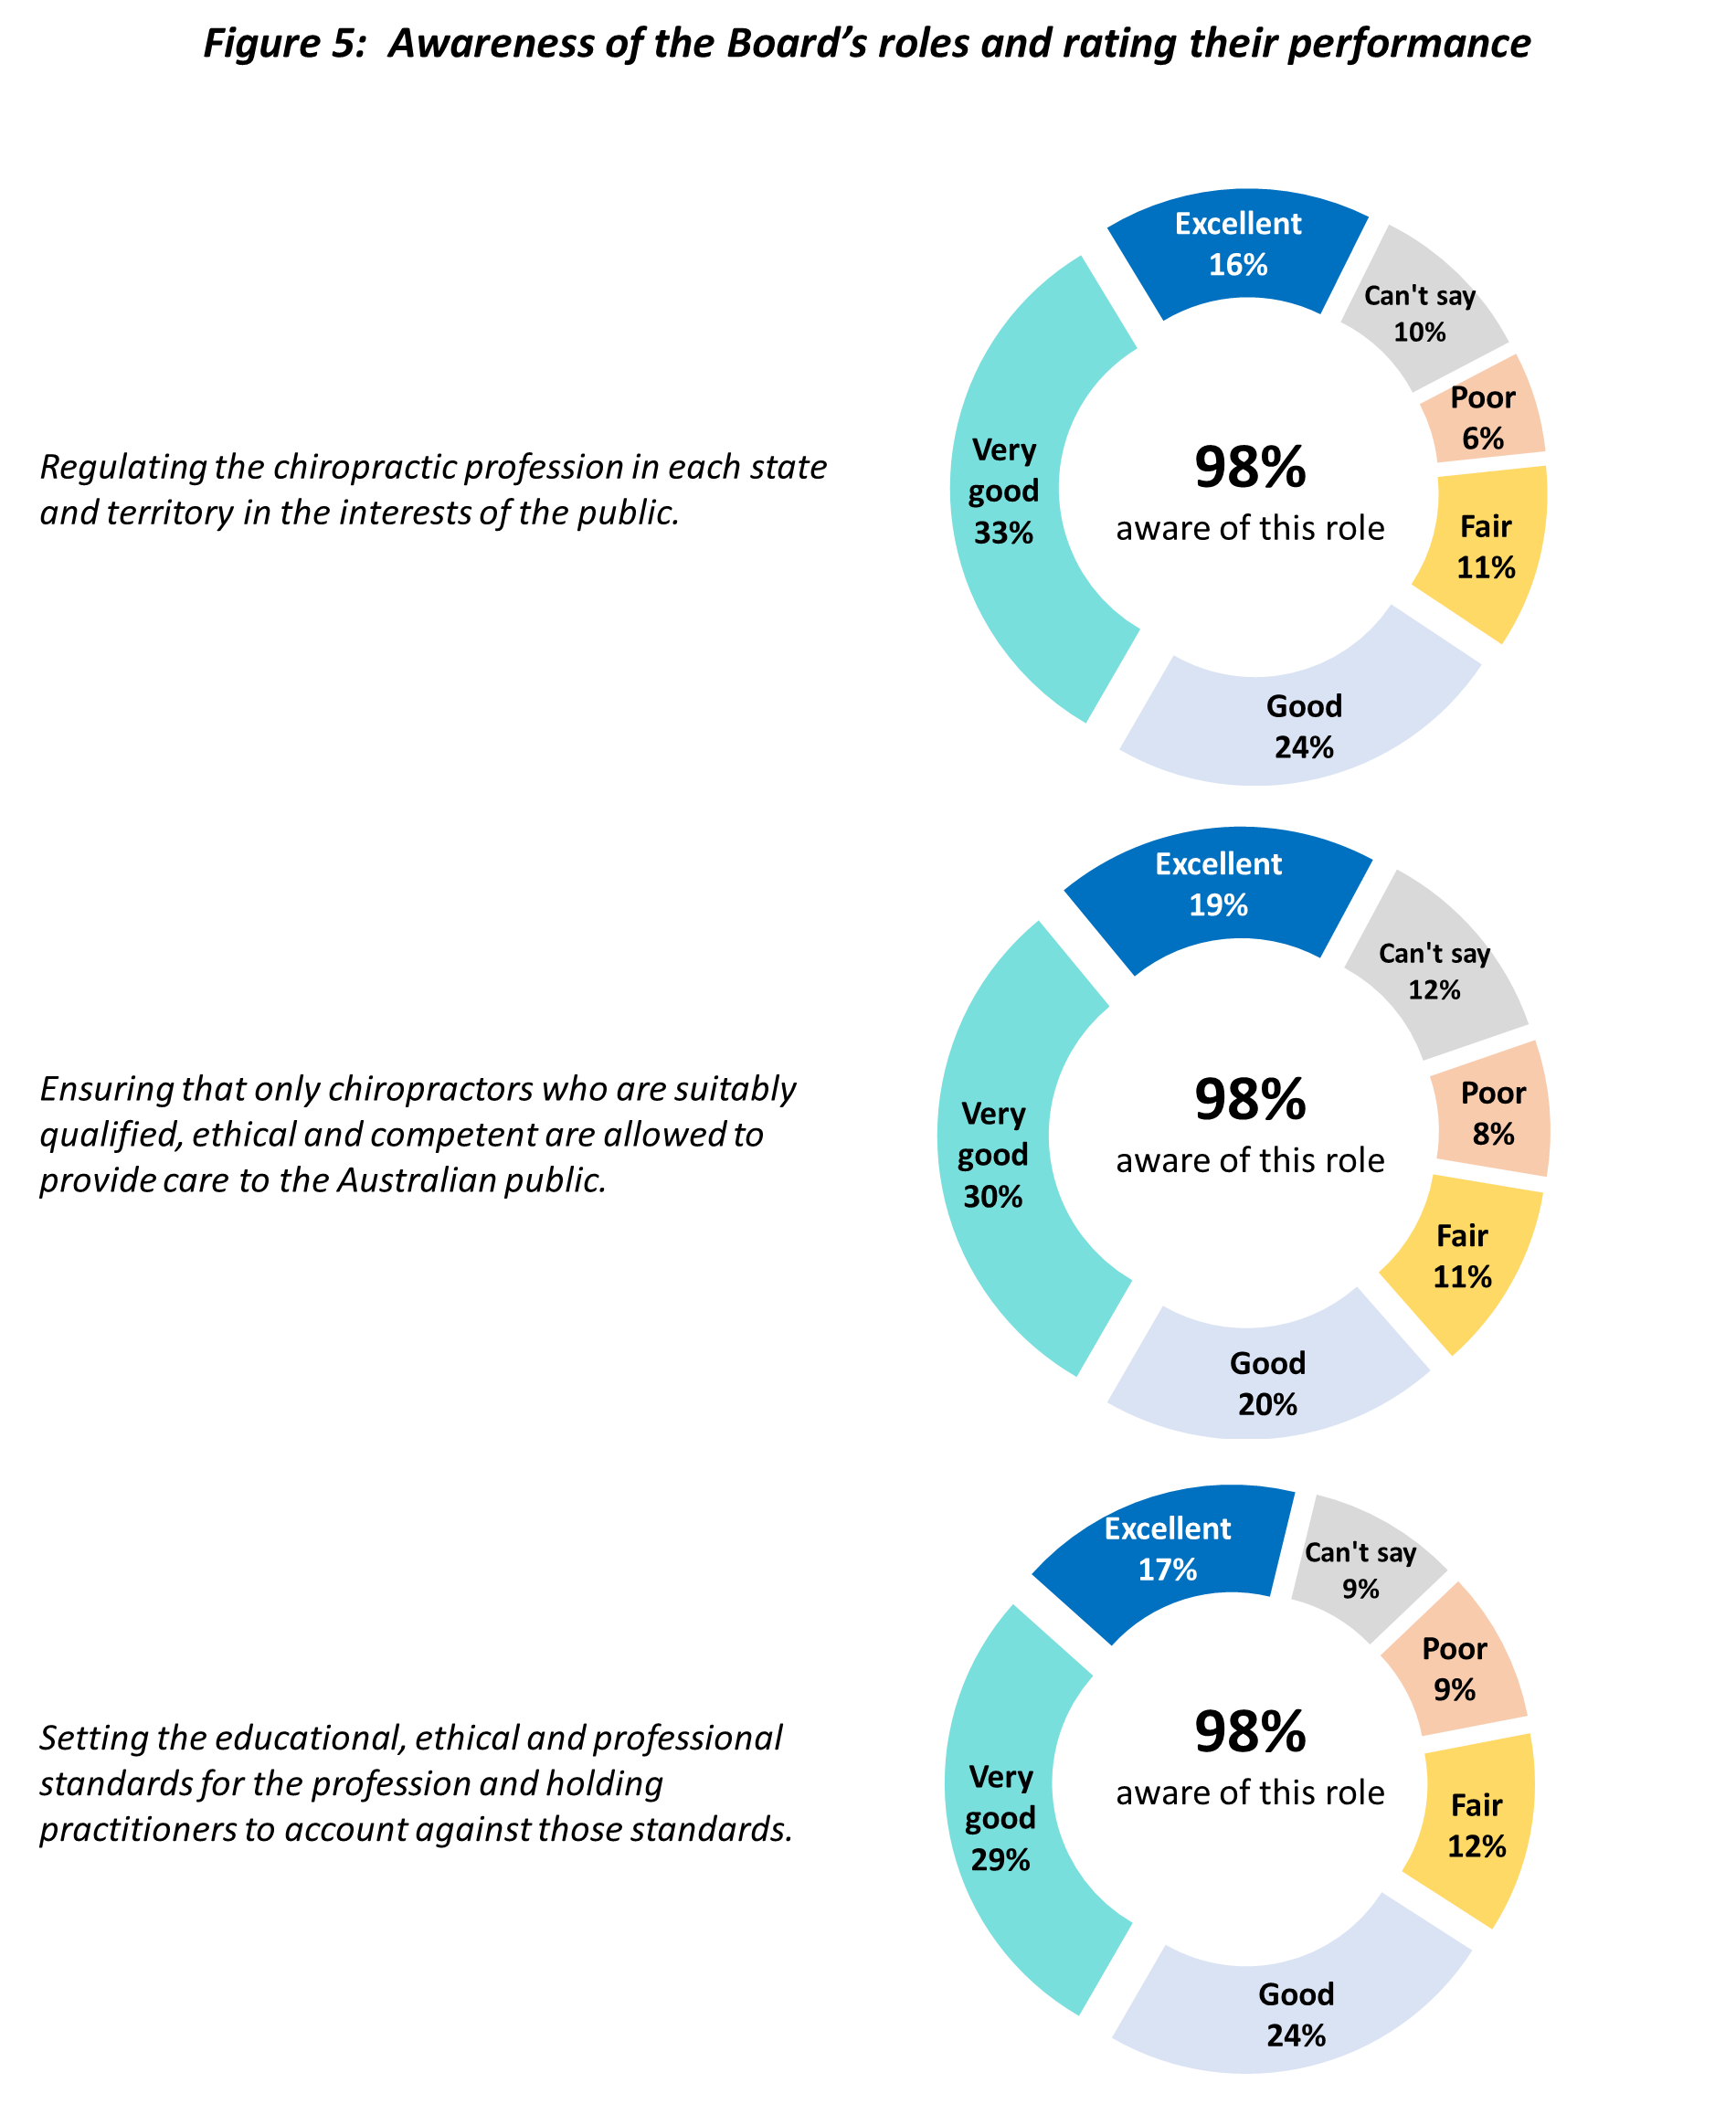 Figure 5: Awareness of the Board’s roles and rating their performance
Regulating the chiropractic profession in each state
and territory in the interests of the public.
Excellent
16%
Can't say
10%
Poor
6%
Fair
11%
Good
24%
Very
good
33%
98%
aware of this role
Ensuring that only chiropractors who are suitably
qualified, ethical and competent are allowed to
provide care to the Australian public.
Excellent
19%
Can't say
12%
Poor
8%
Fair
11%
Good
20%
Very
good
30%
98%
aware of this role
Setting the educational, ethical and professional
standards for the profession and holding
practitioners to account against those standards.
Excellent
17%
Can't say
9%
Poor
9%
Fair
12%
Good
24%
Very
good
29%
98%
aware of this role